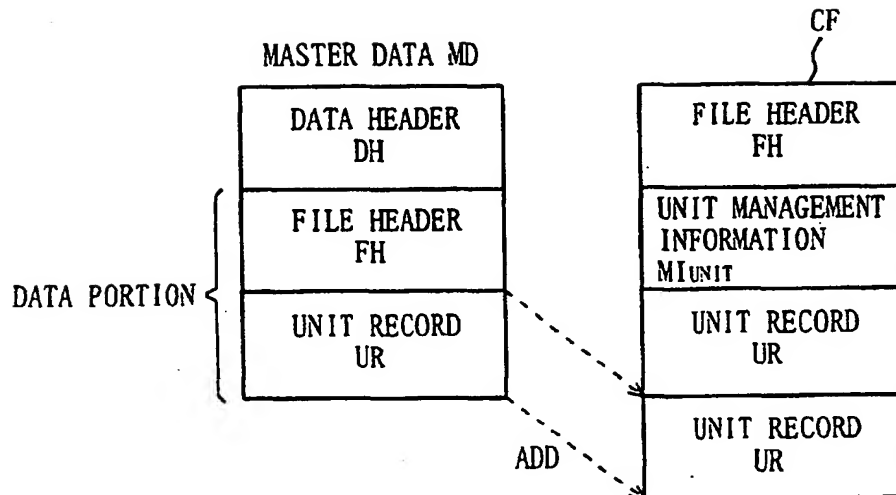 MASTER DATA MD
DATA HEADER
DH
FILE HEADER
FH
UNIT RECORD
UR
DATA PORTION
ADD
CF
FILE HEADER
FH
UNIT MANAGEMENT
INFORMATION
MIUNIT
UNIT RECORD
UR
UNIT RECORD
UR